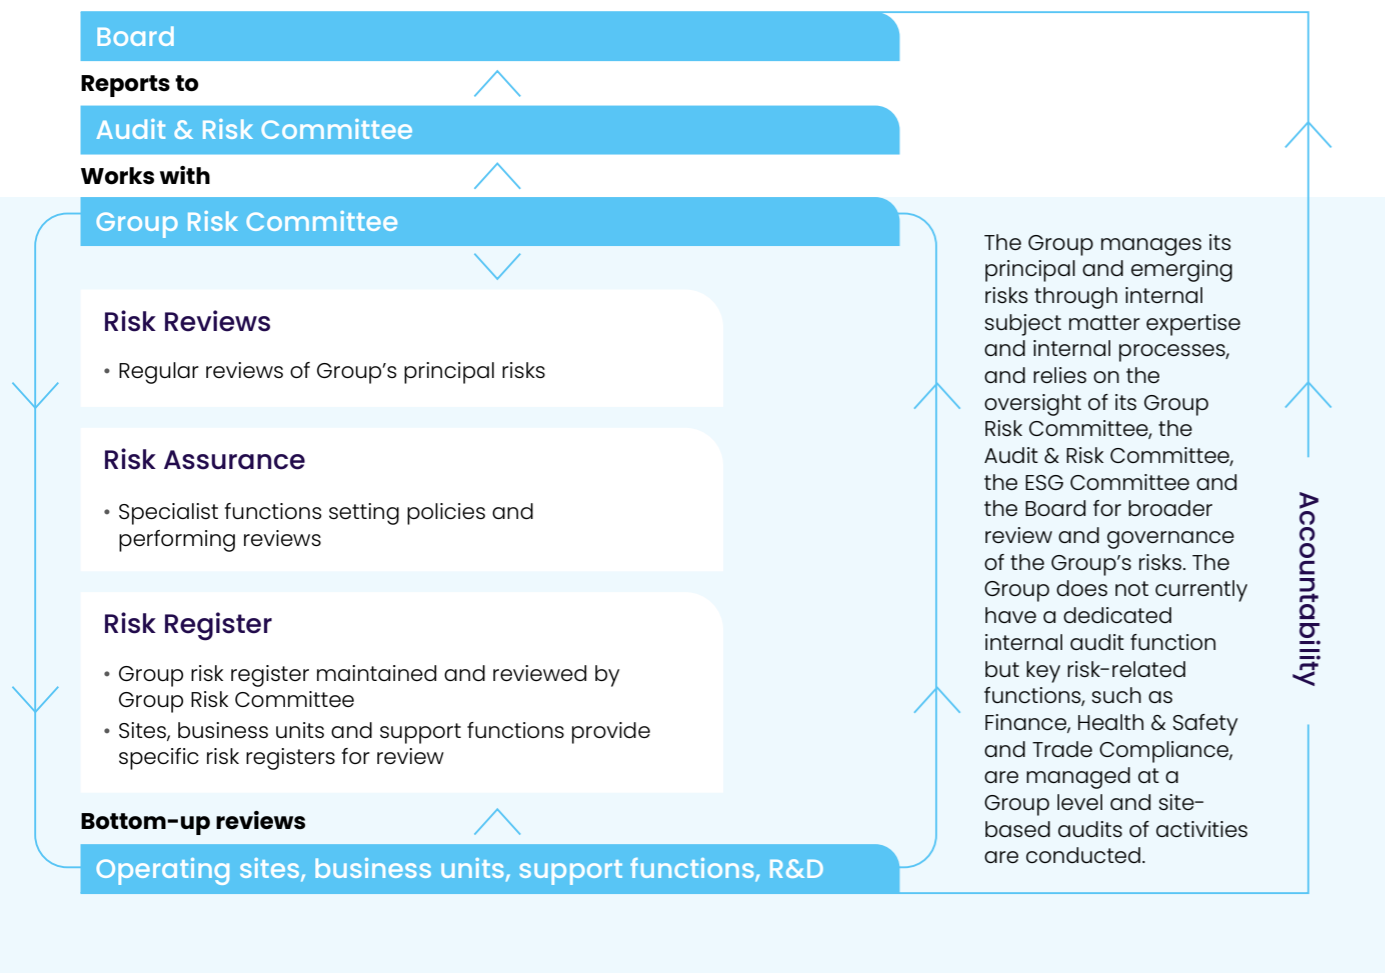 Board
Reports to
Audit & Risk Committee
Works with
Group Risk Committee
Risk Reviews
• Regular reviews of Group’s principal risks
Risk Assurance
• Specialist functions setting policies and
performing reviews
Risk Register
• Group risk register maintained and reviewed by
Group Risk Committee
• Sites, business units and support functions provide
specific risk registers for review
Bottom-up reviews
Operating sites, business units, support functions, R&D
The Group manages its
principal and emerging
risks through internal
subject matter expertise
and internal processes,
and relies on the
oversight of its Group
Risk Committee, the
Audit & Risk Committee,
the ESG Committee and
the Board for broader
review and governance
of the Group’s risks. The
Group does not currently
have a dedicated
internal audit function
but key risk-related
functions, such as
Finance, Health & Safety
and Trade Compliance,
are managed at a
Group level and site-
based audits of activities
are conducted.
Accountability